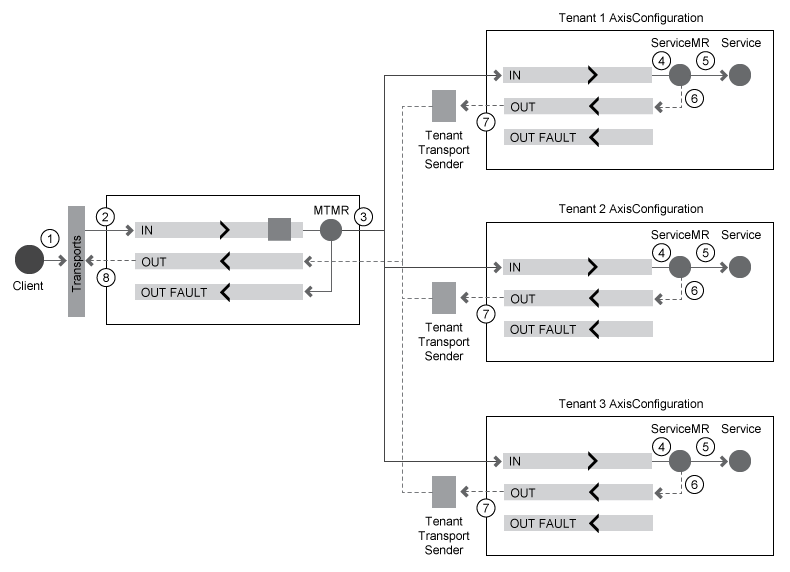 Tenant 1 AxisConfiguration
ServiceMR
Service
4
5
IN
6
OUT
7
OUT FAULT
Tenant
Transport
Sender
MTMR
2
3
IN
1
Transports
OUT
8
OUT FAULT
Client
Tenant 2 AxisConfiguration
ServiceMR
Service
4
5
IN
6
OUT
7
OUT FAULT
Tenant
Transport
Sender
Tenant 3 AxisConfiguration
ServiceMR
Service
4
5
IN
6
OUT
7
OUT FAULT
Tenant
Transport
Sender